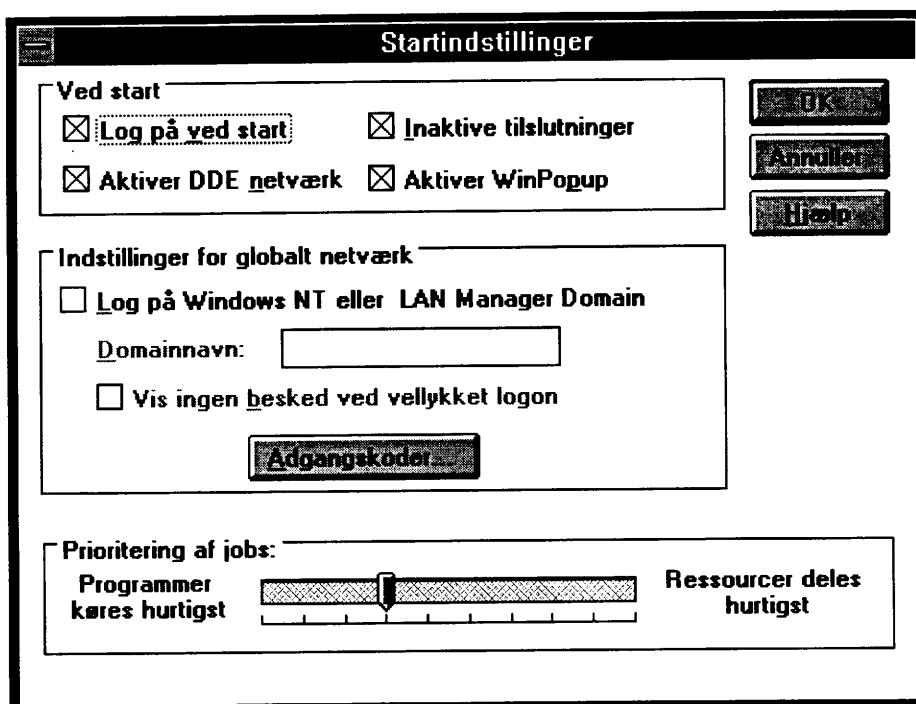 Startindstillinger
Ved start
Log på ved start
Inaktive tilslutninger
Aktiver DDE netværk
Aktiver WinPopup
OK
Annuller
Hjælp
Indstillinger for globalt netværk
Log på Windows NT eller LAN Manager Domain
Domainnavn:
Vis ingen besked ved vellykket logon
Adgangskoder...
Prioritering af jobs:
Programmer
køres hurtigst
Ressourcer deles
hurtigst